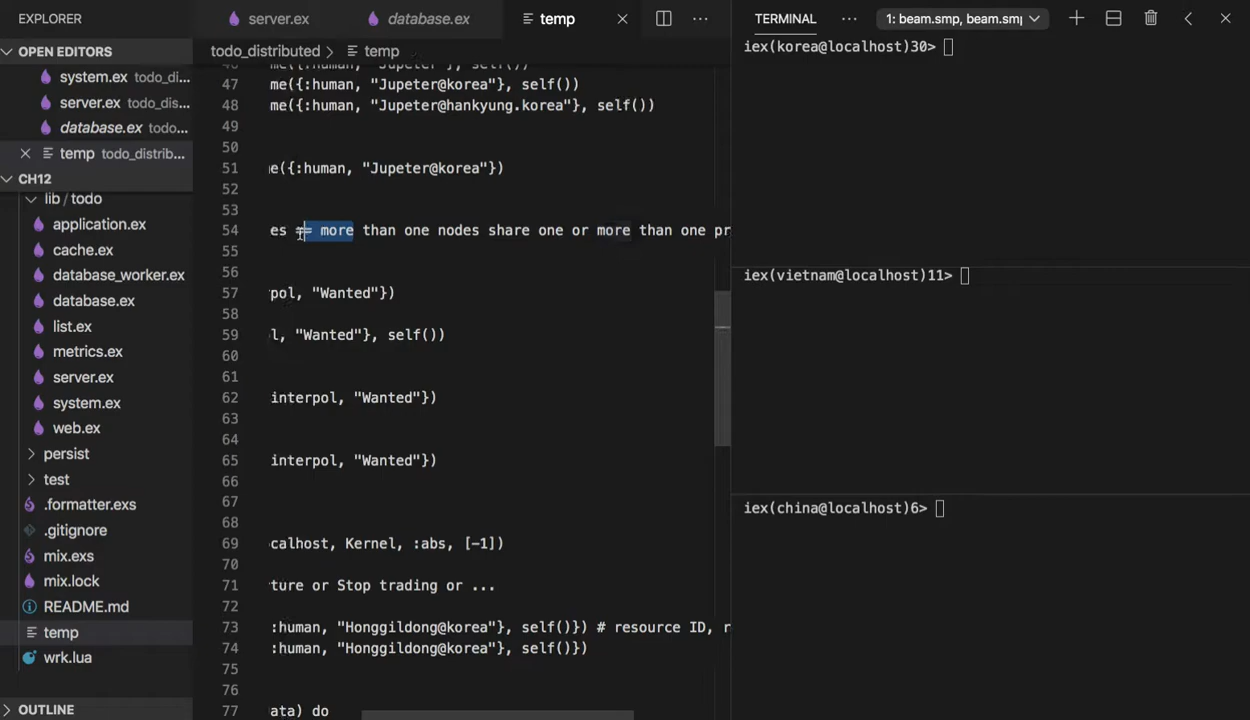 EXPLORER
server.ex
database.ex
temp
TERMINAL
1: beam.smp, beam.smp
OPEN EDITORS
todo_distributed > temp
system.ex todo_di...
server.ex todo_dis...
database.ex todo...
temp todo_distrib...
CH12
lib / todo
application.ex
cache.ex
database_worker.ex
database.ex
list.ex
metrics.ex
server.ex
system.ex
web.ex
persist
test
.formatter.exs
.gitignore
mix.exs
mix.lock
README.md
temp
wrk.lua
OUTLINE
46 me({:human, "Jupeter"}, self())
47 me({:human, "Jupeter@korea"}, self())
48 me({:human, "Jupeter@hankyung.korea"}, self())
49
50
51 me({:human, "Jupeter@korea"})
52
53
54 es == more than one nodes share one or more than one pr
55
56
57 rpol, "Wanted"})
58
59 l, "Wanted"}, self())
60
61
62 interpol, "Wanted"})
63
64
65 interpol, "Wanted"})
66
67
68
69 calhost, Kernel, :abs, [-1])
70
71 ture or Stop trading or ...
72
73 :human, "Honggildong@korea"}, self()}) # resource ID, r
74 :human, "Honggildong@korea"}, self()})
75
76
77 ata) do
iex(korea@localhost)30>
iex(vietnam@localhost)11>
iex(china@localhost)6>